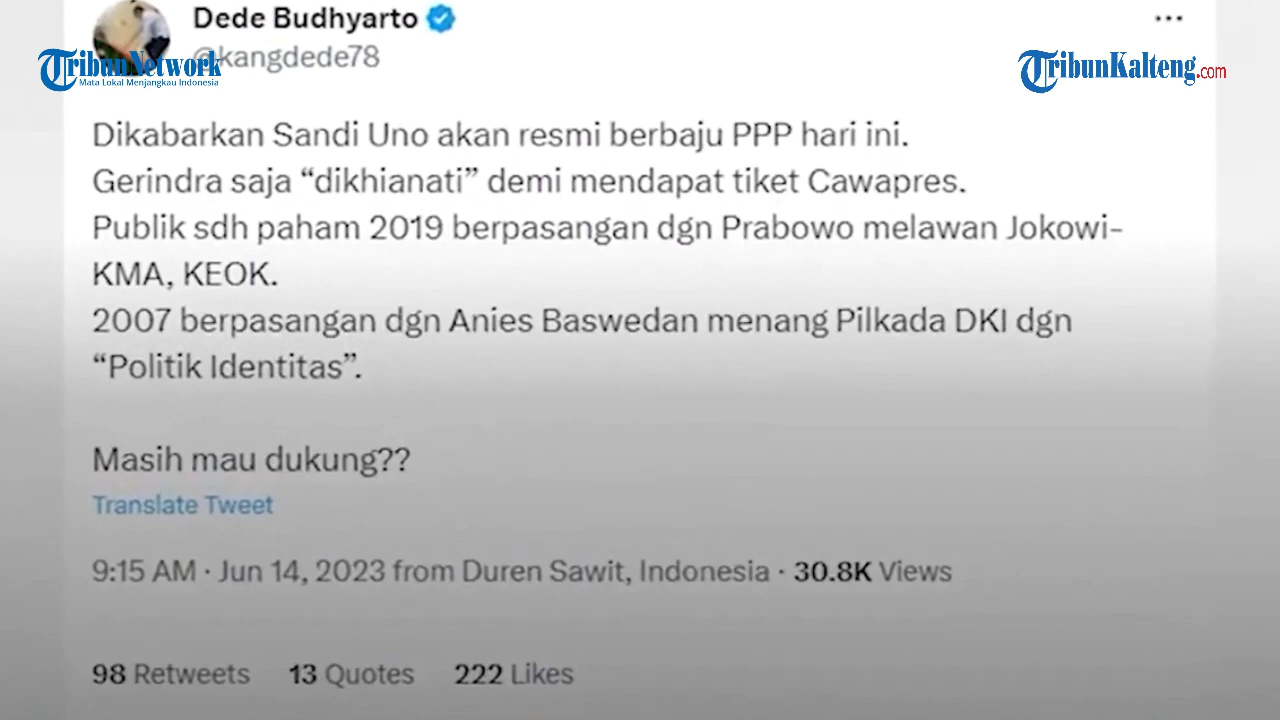 Dede Budhyarto
@kangdede78
TribunNetwork
Mata Lokal Menjangkau Indonesia
TribunKalteng.com
Dikabarkan Sandi Uno akan resmi berbaju PPP hari ini.
Gerindra saja “dikhianati” demi mendapat tiket Cawapres.
Publik sdh paham 2019 berpasangan dgn Prabowo melawan Jokowi-
KMA, KEOK.
2007 berpasangan dgn Anies Baswedan menang Pilkada DKI dgn
“Politik Identitas”.
Masih mau dukung??
Translate Tweet
9:15 AM · Jun 14, 2023 from Duren Sawit, Indonesia · 30.8K Views
98 Retweets 13 Quotes 222 Likes